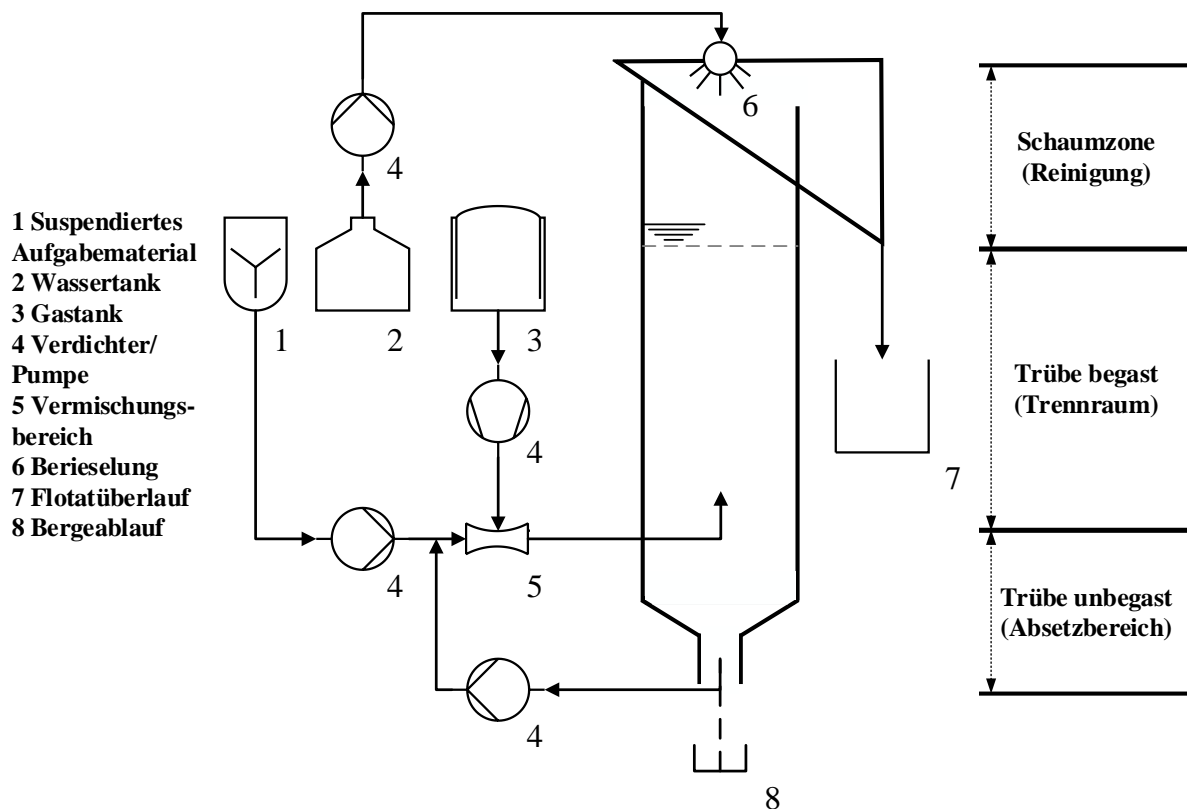 1 Suspendiertes
Aufgabematerial
2 Wassertank
3 Gastank
4 Verdichter/
Pumpe
5 Vermischungs-
bereich
6 Berieselung
7 Flotatüberlauf
8 Bergeablauf
6
4
1
2
3
4
7
4
5
4
8
Schaumzone
(Reinigung)
Trübe begast
(Trennraum)
Trübe unbegast
(Absetzbereich)